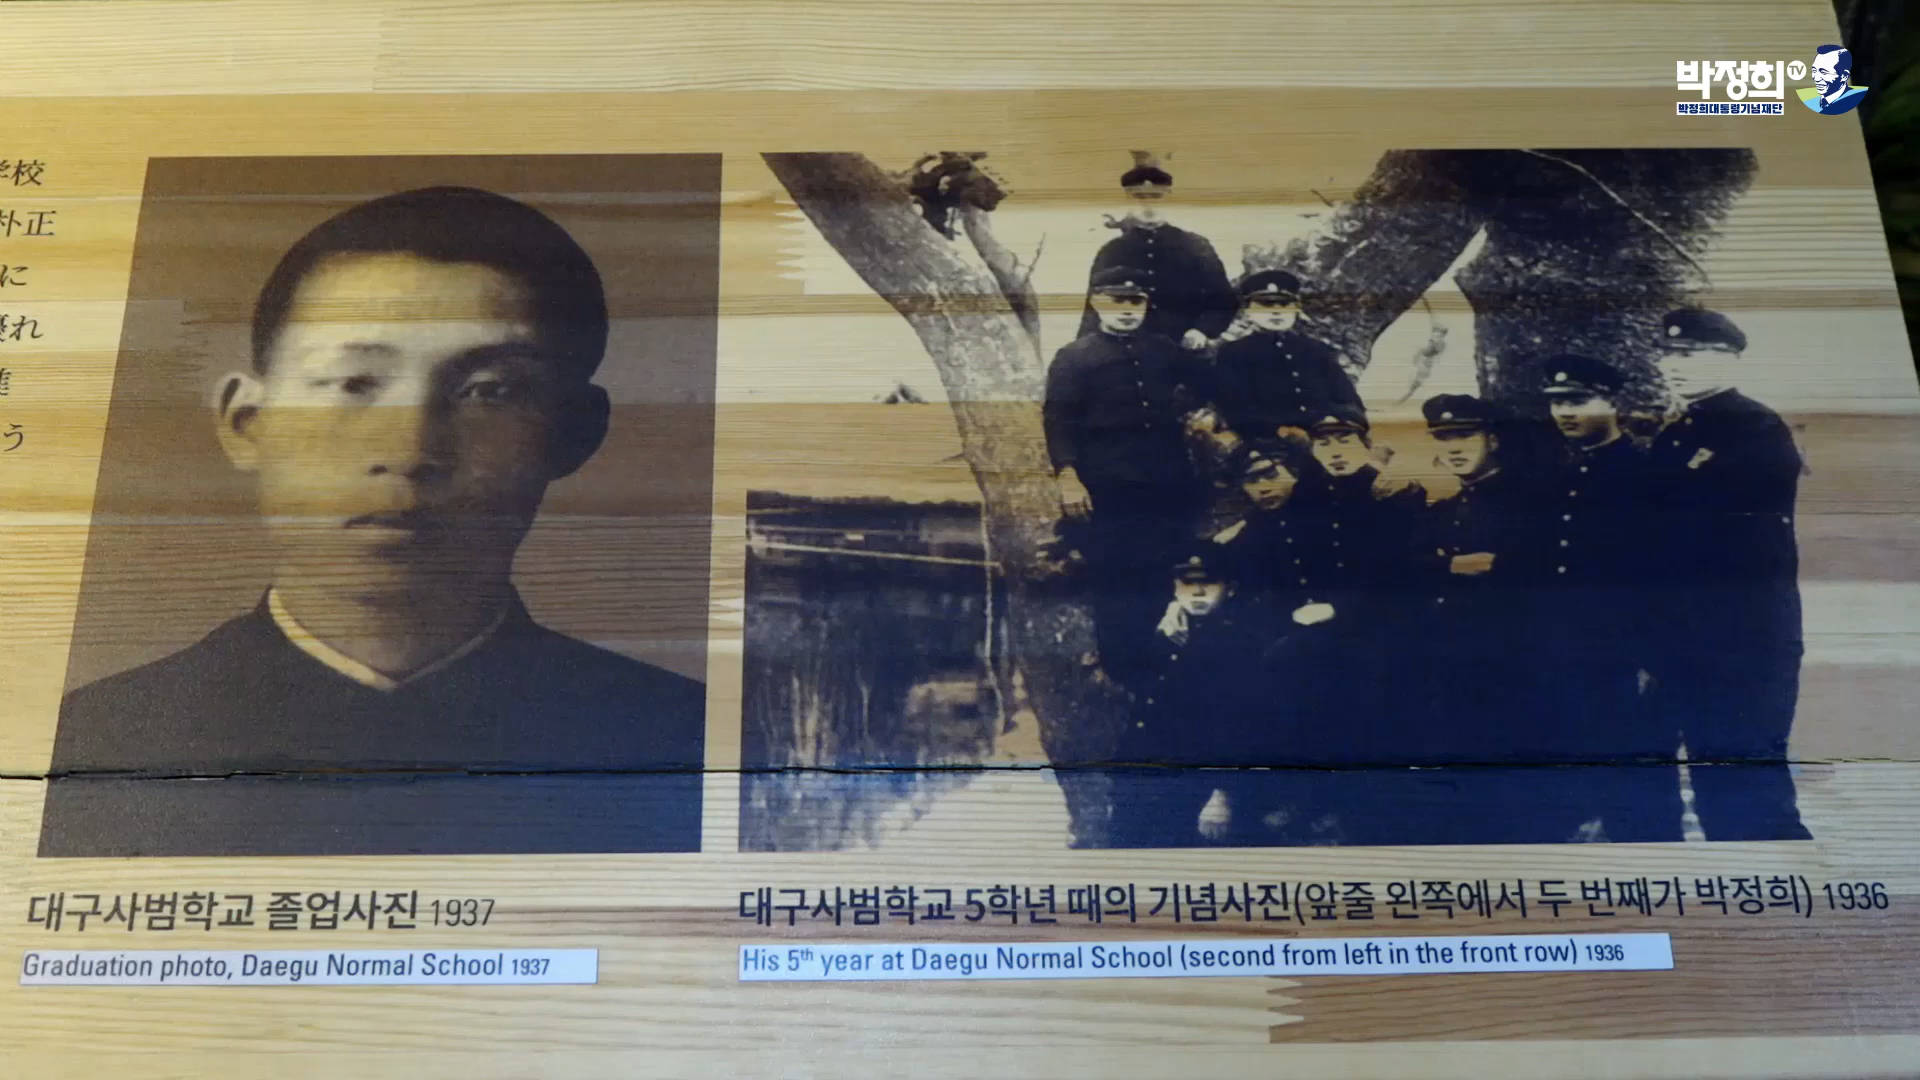 박정희TV
박정희대통령기념재단
学校
朴正
に
優れ
う
대구사범학교 졸업사진 1937
Graduation photo, Daegu Normal School 1937
대구사범학교 5학년 때의 기념사진(앞줄 왼쪽에서 두 번째가 박정희) 1936
His 5th year at Daegu Normal School (second from left in the front row) 1936